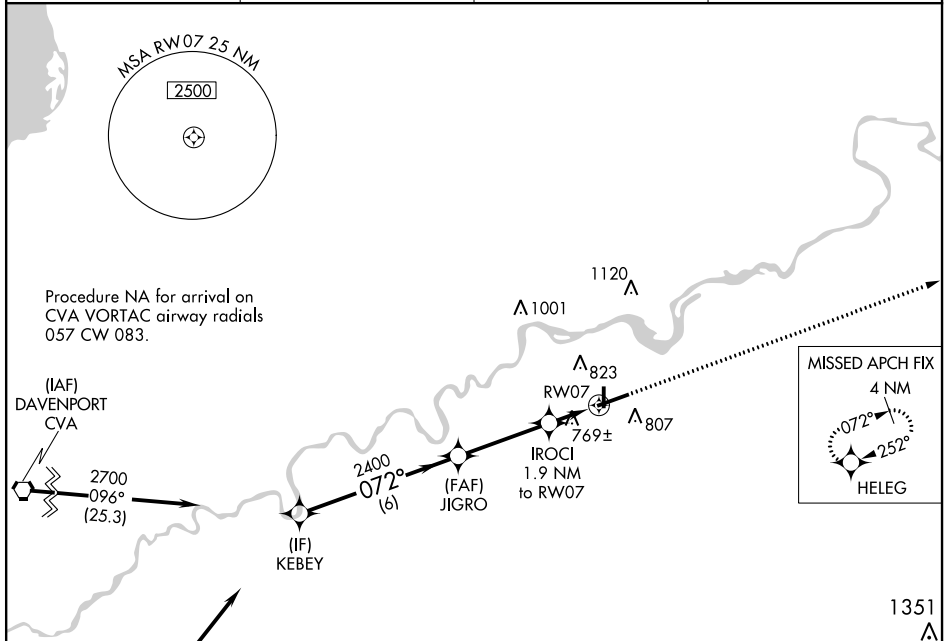 MSA RW07 25 NM
2500
Procedure NA for arrival on
CVA VORTAC airway radials
057 CW 083.
1120
1001
(IAF)
DAVENPORT
CVA
2700
096°
(25.3)
823
RW07
807
769±
IROCI
1.9 NM
to RW07
2400
072°
(6)
(FAF)
JIGRO
(IF)
KEBEY
MISSED APCH FIX
4 NM
072°
252°
HELEG
1351